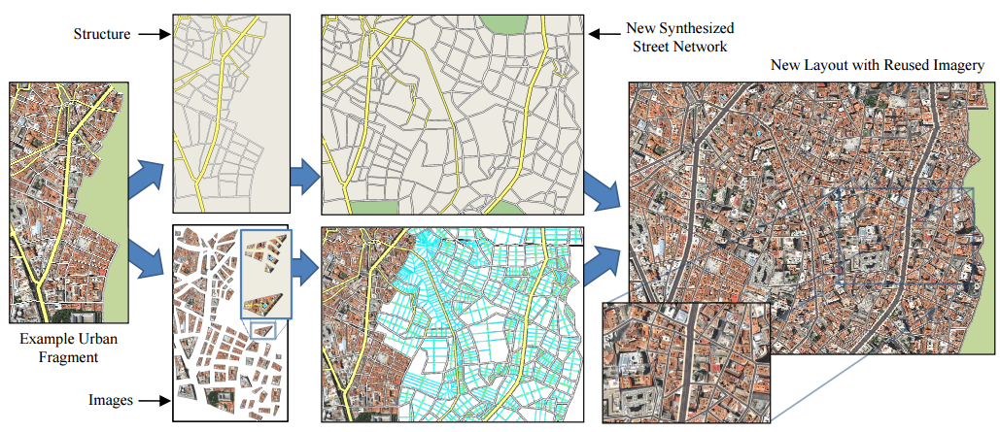 Structure
New Synthesized
Street Network
New Layout with Reused Imagery
Example Urban
Fragment
Images